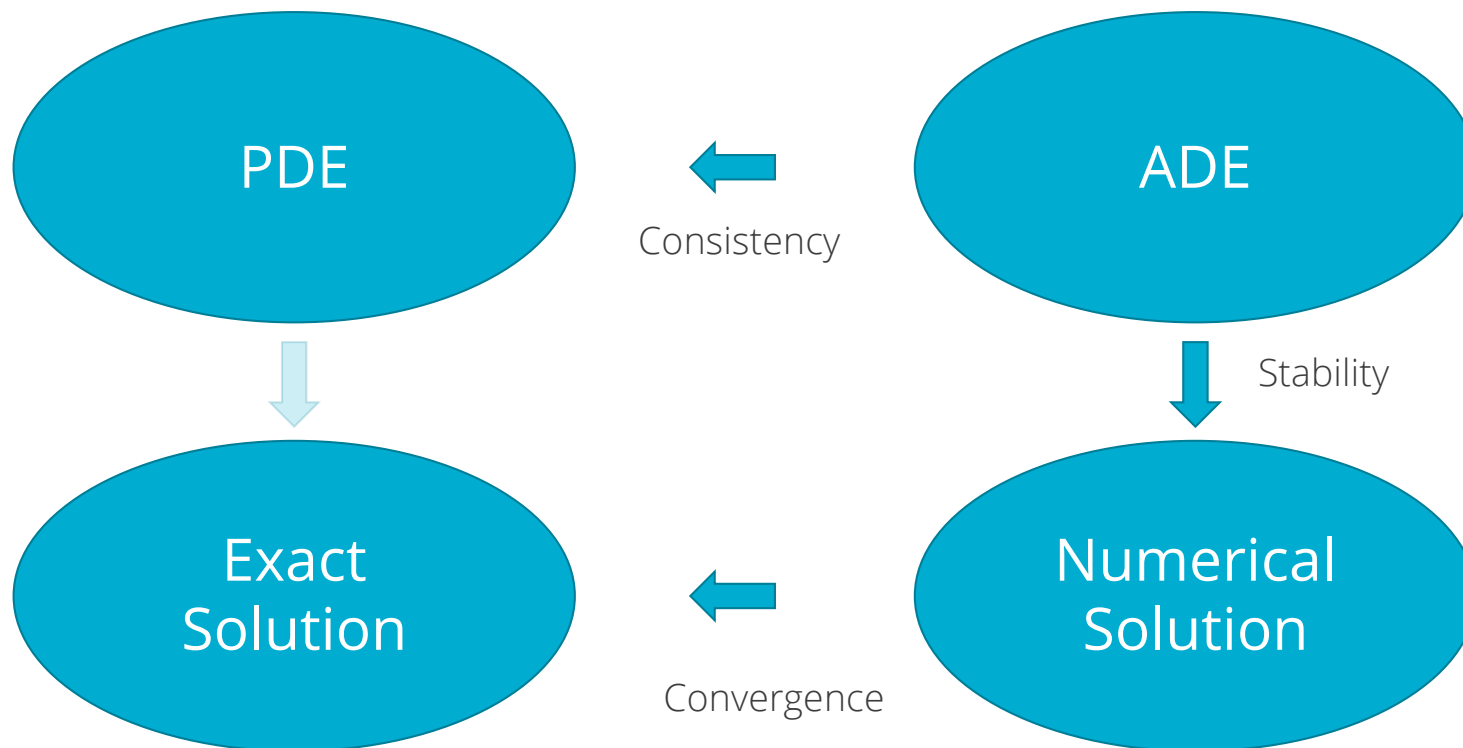 PDE
ADE
Consistency
Stability
Exact
Solution
Numerical
Solution
Convergence